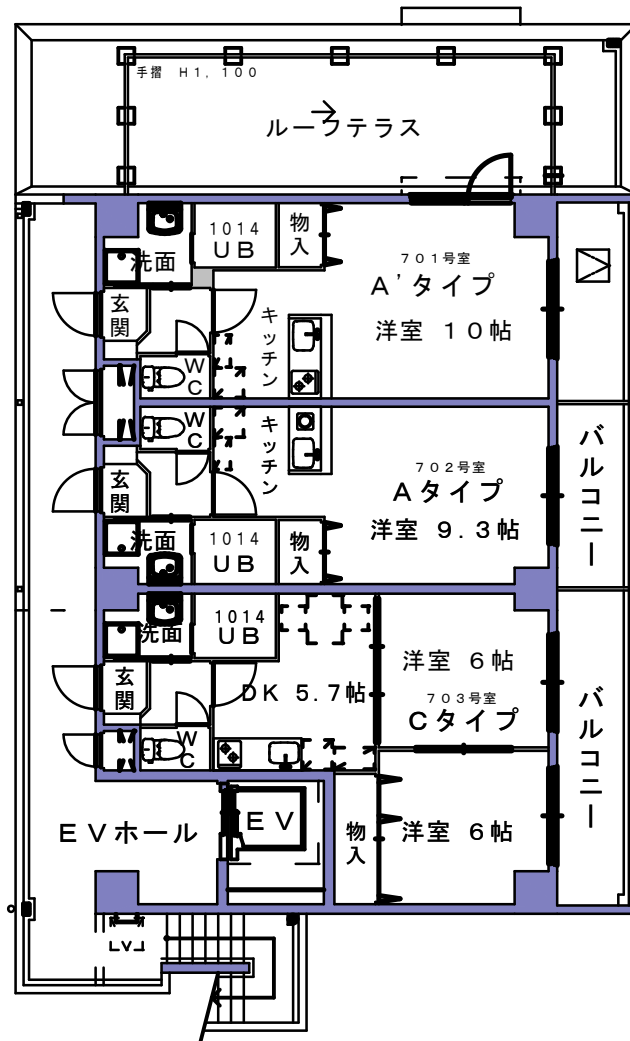 手摺 H1,100
ルーフテラス
洗面
1014
UB
物入
701号室
A'タイプ
洋室 10帖
玄関
キッチン
WC
WC
キッチン
702号室
Aタイプ
洋室 9.3帖
バルコニー
玄関
洗面
1014
UB
物入
洗面
1014
UB
洋室 6帖
玄関
DK 5.7帖
703号室
Cタイプ
バルコニー
WC
EVホール
EV
物入
洋室 6帖